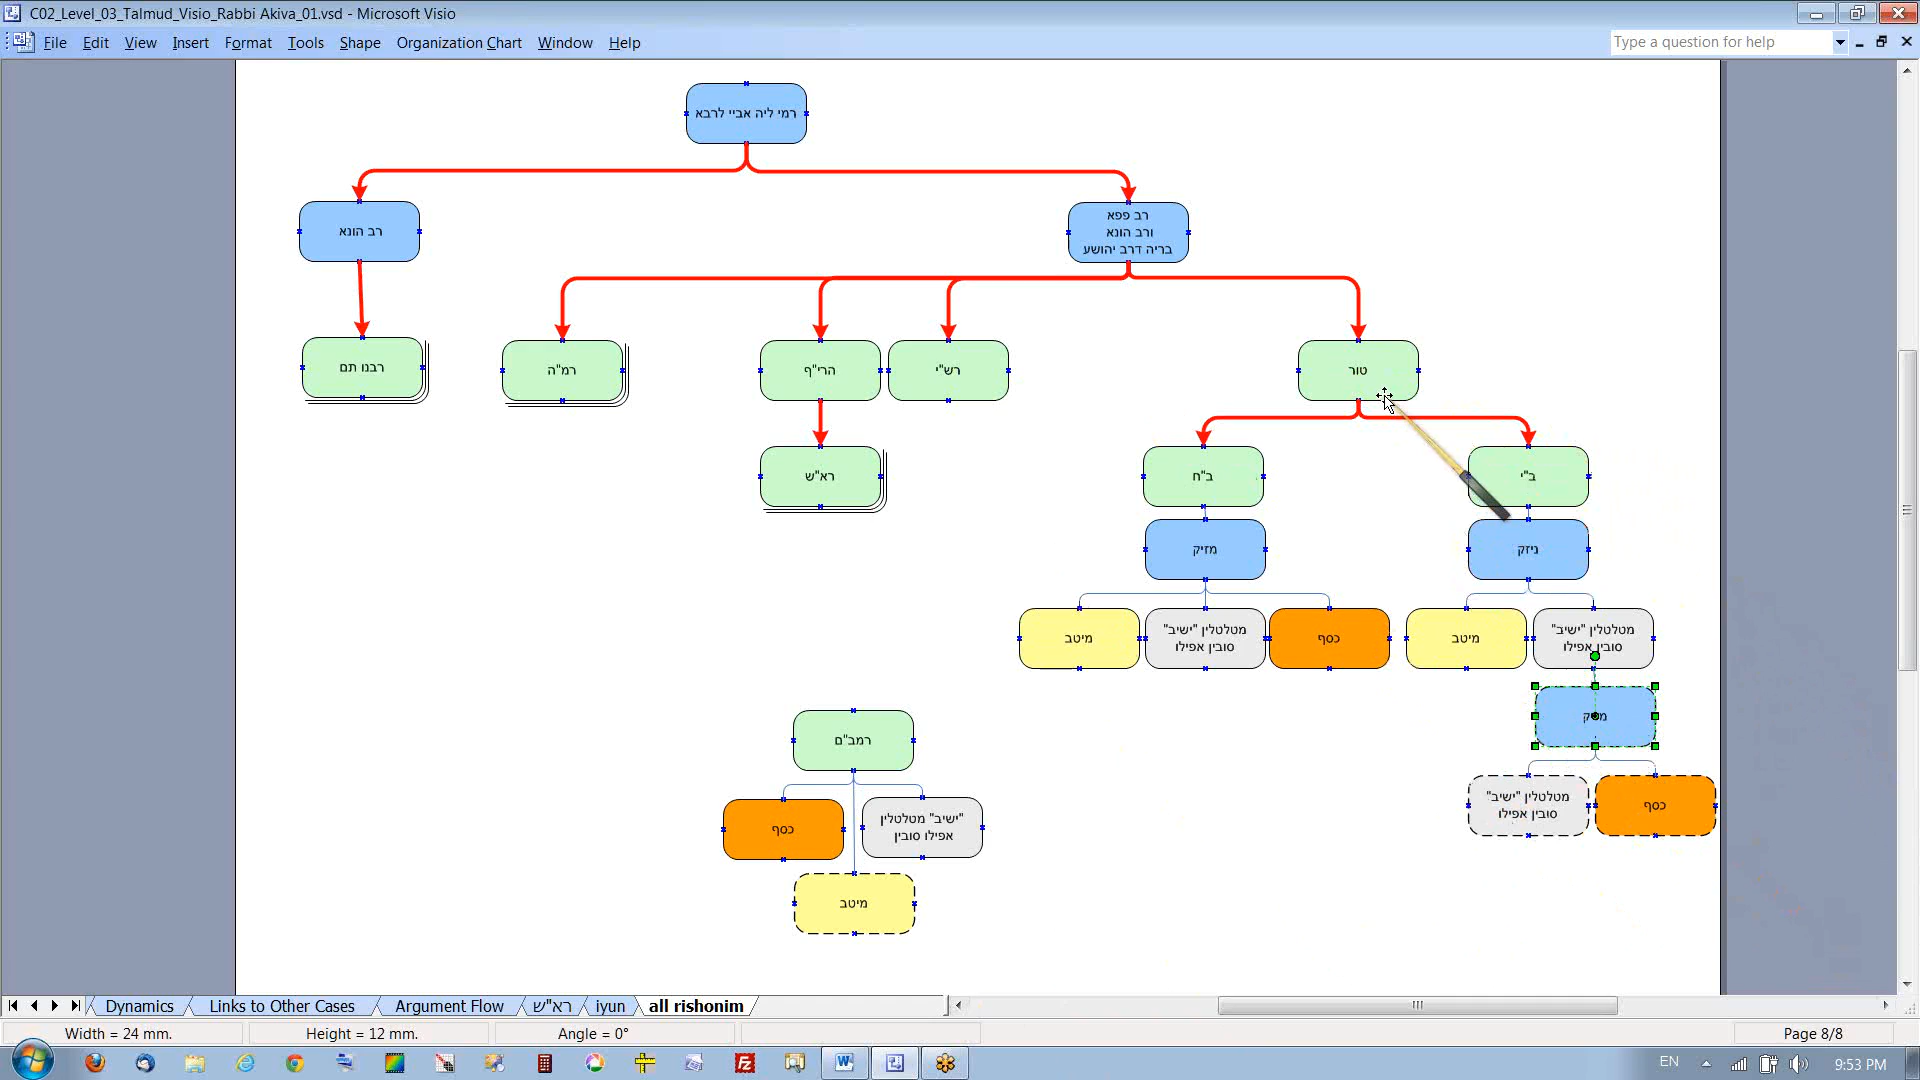 C02_Level_03_Talmud_Visio_Rabbi Akiva_01.vsd - Microsoft Visio
File Edit View Insert Format Tools Shape Organization Chart Window Help
Type a question for help
רמי ליה אביי לרבא
רב הונא
רב פפא
ורב הונא
בריה דרב יהושע
רבנו תם
רמ"ה
הרי"ף
רש"י
טור
רא"ש
ב"ח
ב"י
מזיק
ניזק
מיטב
מטלטלין "ישיב"
סובין אפילו
כסף
מיטב
מטלטלין "ישיב"
סובין אפילו
מטלטלין "ישיב"
סובין אפילו
כסף
רמב"ם
כסף
"ישיב" מטלטלין
אפילו סובין
מיטב
Dynamics Links to Other Cases Argument Flow רא"ש iyun all rishonim
Width = 24 mm. Height = 12 mm. Angle = 0° Page 8/8
EN 9:53 PM